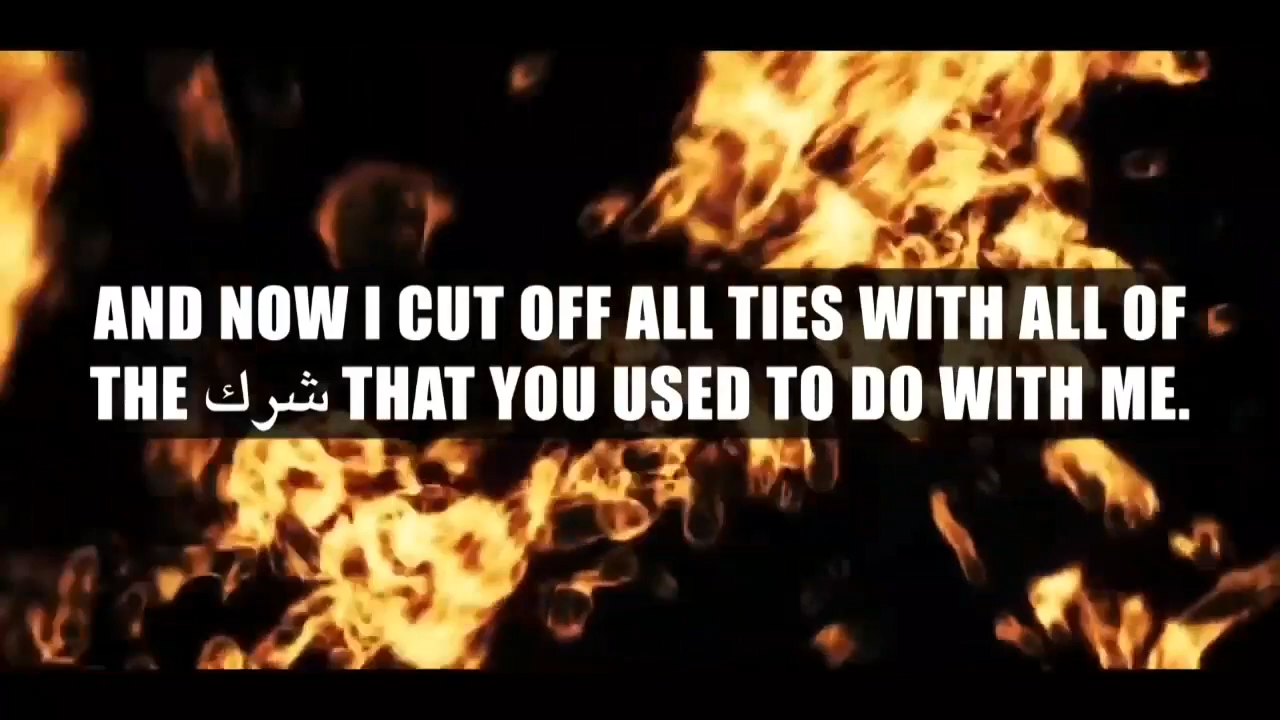 AND NOW I CUT OFF ALL TIES WITH ALL OF
THE شرك THAT YOU USED TO DO WITH ME.